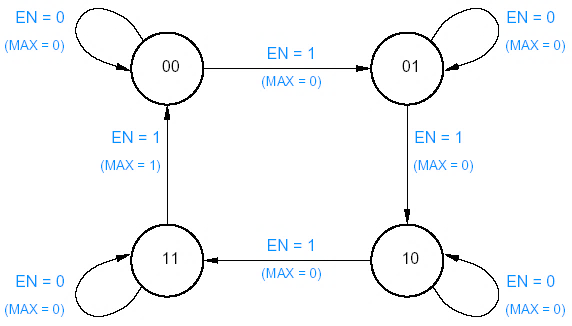 EN = 0
(MAX = 0)
00
EN = 1
(MAX = 0)
01
EN = 0
(MAX = 0)
EN = 1
(MAX = 1)
EN = 1
(MAX = 0)
EN = 0
(MAX = 0)
11
EN = 1
(MAX = 0)
10
EN = 0
(MAX = 0)